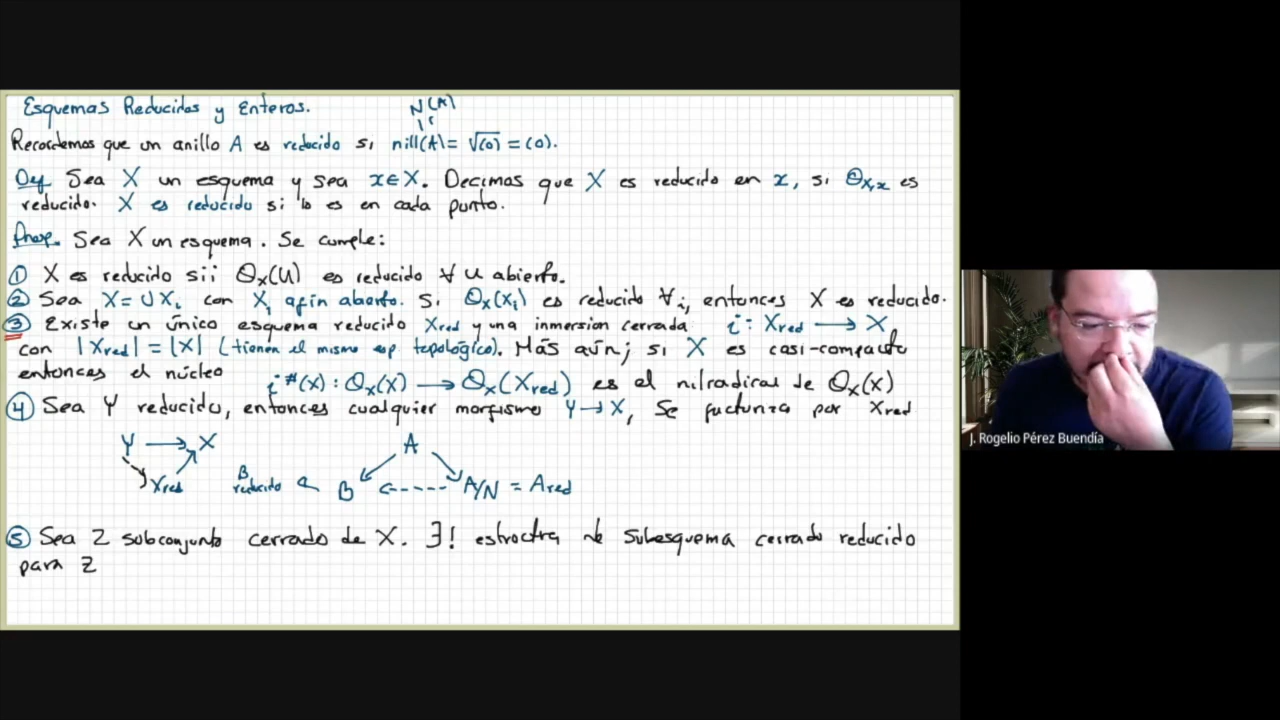 Esquemas Reducidos y Enteros.
N(A)
Recordemos que un anillo A es reducido si nill(A) = √(0) = (0).
Def Sea X un esquema y sea x∈X. Decimos que X es reducido en x, si O_{X,x} es
reducido. X es reducido si lo es en cada punto.
Prop. Sea X un esquema. Se cumple:
① X es reducido sii O_X(U) es reducido ∀ U abierto.
② Sea X = ∪X_i con X_i afín abierto. Si O_X(X_i) es reducido ∀_i, entonces X es reducido.
③ Existe un único esquema reducido X_red y una inmersion cerrada i: X_red → X
con |X_red| = |X| (tienen el mismo esp topológico). Más aún; si X es casi-compacto
entonces el núcleo i^#(X): O_X(X) → O_X(X_red) es el nilradical de O_X(X)
④ Sea Y reducido, entonces cualquier morfismo Y → X, se factoriza por X_red
Y → X
A
X_red
B
reducido
B
A/N = A_red
⑤ Sea Z subconjunto cerrado de X. ∃! estroctra de subesquema cerrado reducido
para Z
J. Rogelio Pérez Buendía